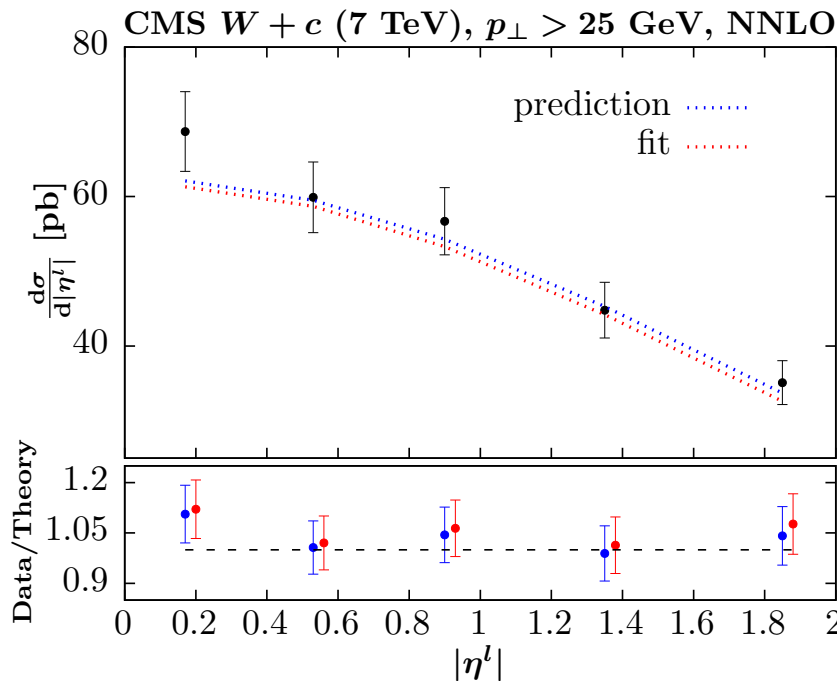 CMS W + c (7 TeV), p⊥ > 25 GeV, NNLO
80
60
40
dσ/d|η^l| [pb]
prediction
fit
1.2
1.05
0.9
Data/Theory
0 0.2 0.4 0.6 0.8 1 1.2 1.4 1.6 1.8 2
|η^l|